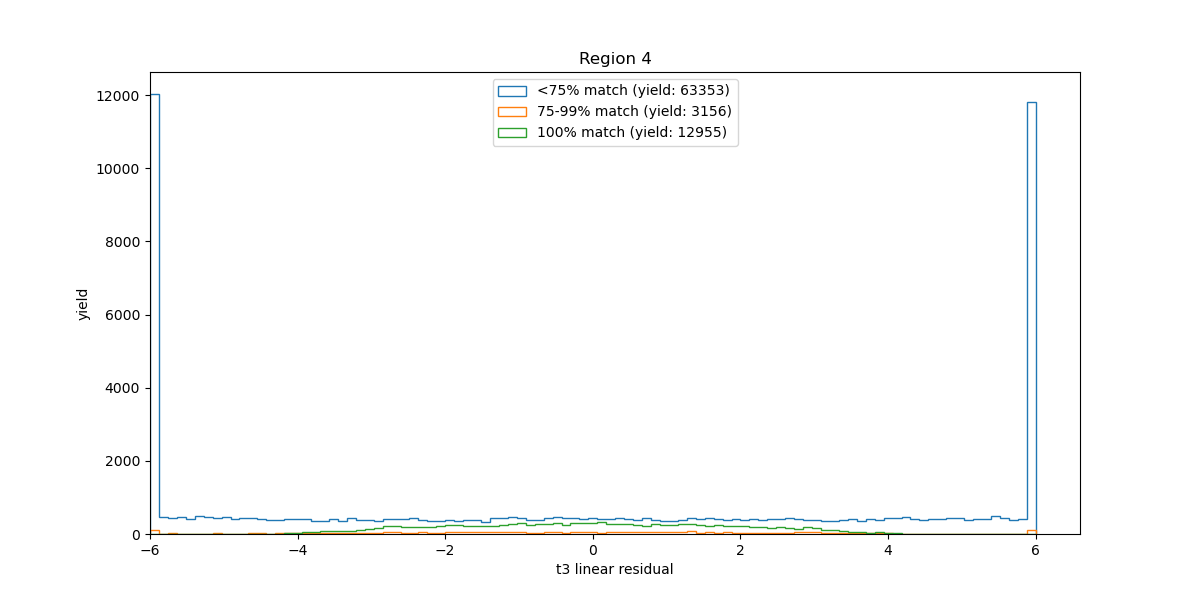 Region 4
<75% match (yield: 63353)
75-99% match (yield: 3156)
100% match (yield: 12955)
12000
10000
8000
6000
4000
2000
0
yield
−6
−4
−2
0
2
4
6
t3 linear residual